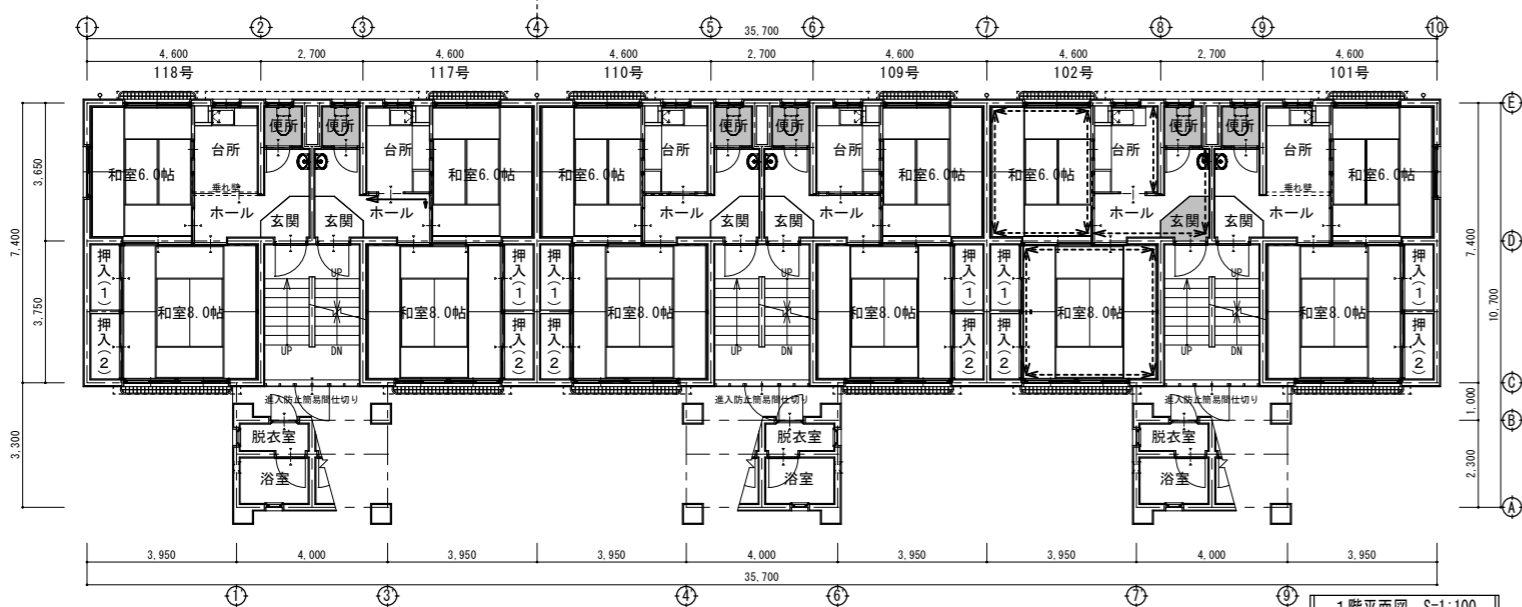 ① ② ③ ④ ⑤ ⑥ ⑦ ⑧ ⑨ ⑩
35,700
4,600 2,700 4,600 4,600 2,700 4,600 4,600 2,700 4,600
118号 117号 110号 109号 102号 101号
Ⓔ
便所 便所 便所 便所 便所 便所
台所 台所 台所 台所 台所 台所
3,650
和室6.0帖 和室6.0帖 和室6.0帖 和室6.0帖 和室6.0帖 和室6.0帖
垂れ壁 垂れ壁
ホール ホール ホール ホール ホール ホール
玄関 玄関 玄関 玄関 玄関 玄関
Ⓓ
7,400 7,400
押入(1) 押入(1) 押入(1) 押入(1) 押入(1)
UP UP UP
10,700
3,750
和室8.0帖 和室8.0帖 和室8.0帖 和室8.0帖 和室8.0帖 和室8.0帖
押入(2) 押入(2) 押入(2) 押入(2) 押入(2)
UP DN UP DN UP DN
Ⓒ
進入防止簡易間仕切り 進入防止簡易間仕切り 進入防止簡易間仕切り
1,000
Ⓑ
脱衣室 脱衣室 脱衣室
3,300
2,300
浴室 浴室 浴室
Ⓐ
3,950 4,000 3,950 3,950 4,000 3,950 3,950 4,000 3,950
35,700
① ③ ④ ⑥ ⑦ ⑨
1階平面図 S=1:100